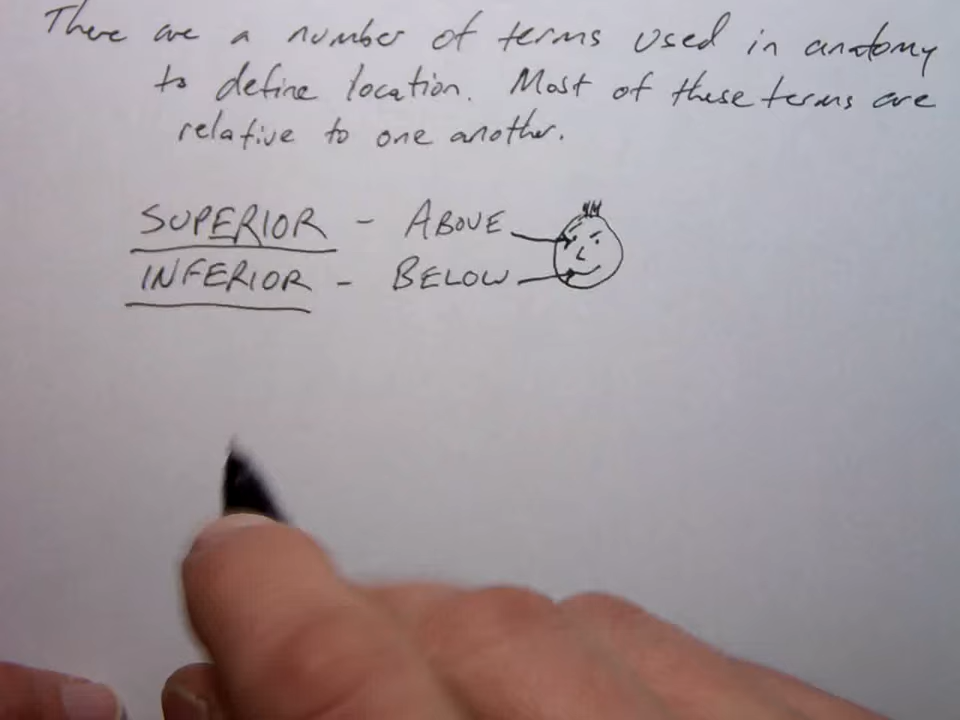 There are a number of terms used in anatomy
to define location. Most of these terms are
relative to one another.
SUPERIOR - ABOVE
INFERIOR - BELOW